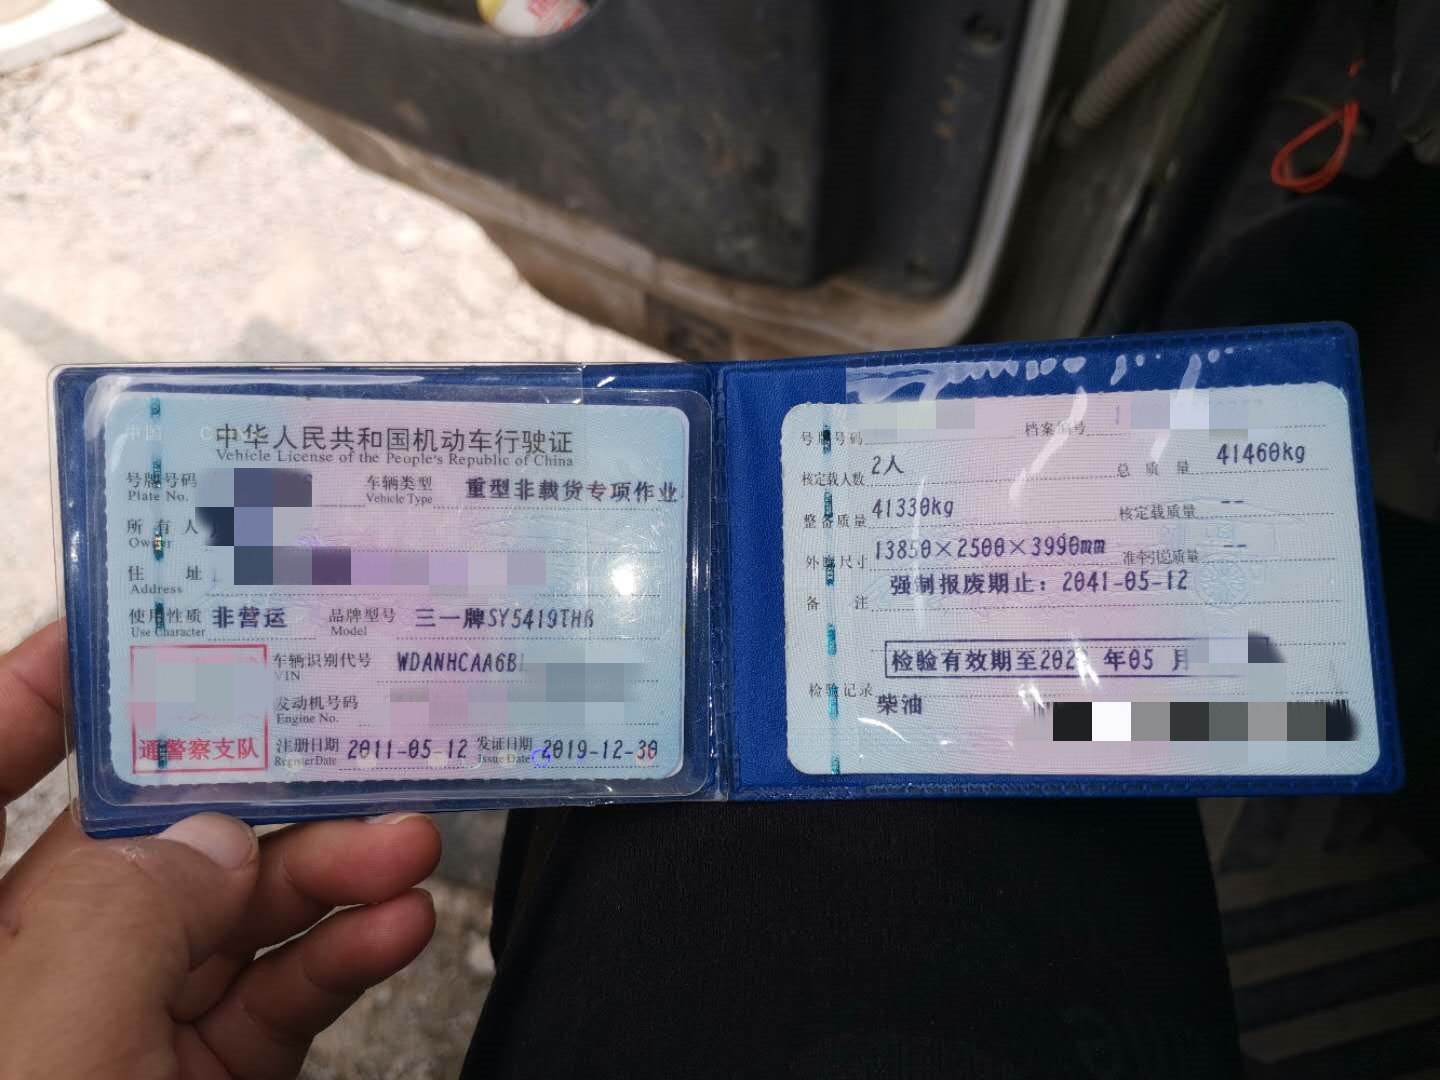 中华人民共和国机动车行驶证
Vehicle License of the People's Republic of China
号牌号码
Plate No.
车辆类型
Vehicle Type
重型非载货专项作业
所有人
Owner
住址
Address
使用性质
Use Character
非营运
品牌型号
Model
三一牌SY5419THB
车辆识别代号
VIN
WDANHCAA6B
发动机号码
Engine No.
通警察支队
注册日期
Register Date
2011-05-12
发证日期
Issue Date
2019-12-30
号牌号码
档案编号
核定载人数
2人
总质量
41460kg
整备质量
41330kg
核定载质量
--
外廓尺寸
13850×2500×3990mm
准牵引总质量
--
备注
强制报废期止：2041-05-12
检验有效期至202 年05 月
检验记录
柴油